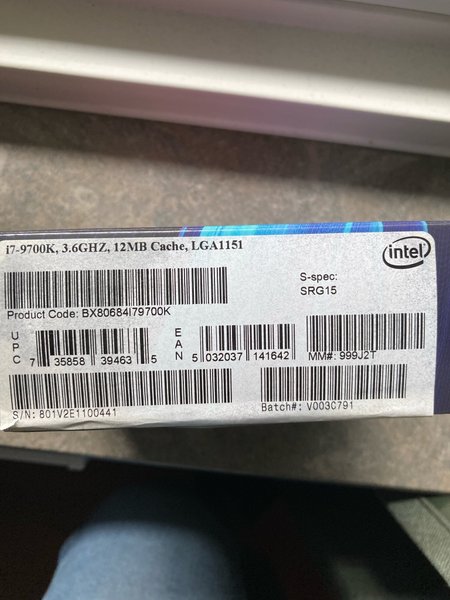 i7-9700K, 3.6GHZ, 12MB Cache, LGA1151
intel
S-spec:
SRG15
Product Code: BX80684I79700K
UPC 7 35858 39463 5
EAN 5 032037 141642
MM#: 999J2T
S/N: 801V2E1100441
Batch#: V003C791